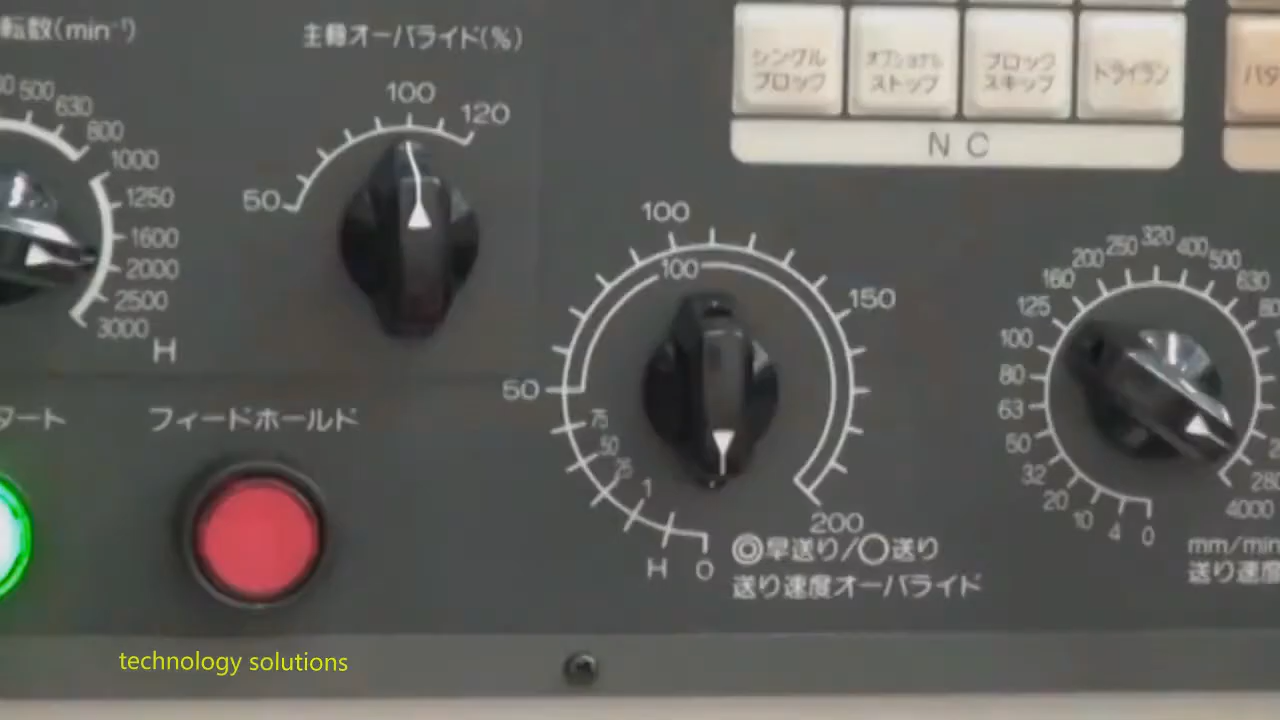 転数(min⁻¹)
主軸オーバライド(%)
500
630
800
1000
1250
1600
2000
2500
3000
H
50
100
120
シングル
ブロック
オプショナル
ストップ
ブロック
スキップ
ドライラン
N C
タート
フィードホールド
100
100
150
50
75
50
25
1
H
0
200
◎早送り/○送り
送り速度オーバライド
320
250
400
200
500
160
630
125
100
80
63
50
32
20
10
4
0
4000
mm/min
送り速度
technology solutions